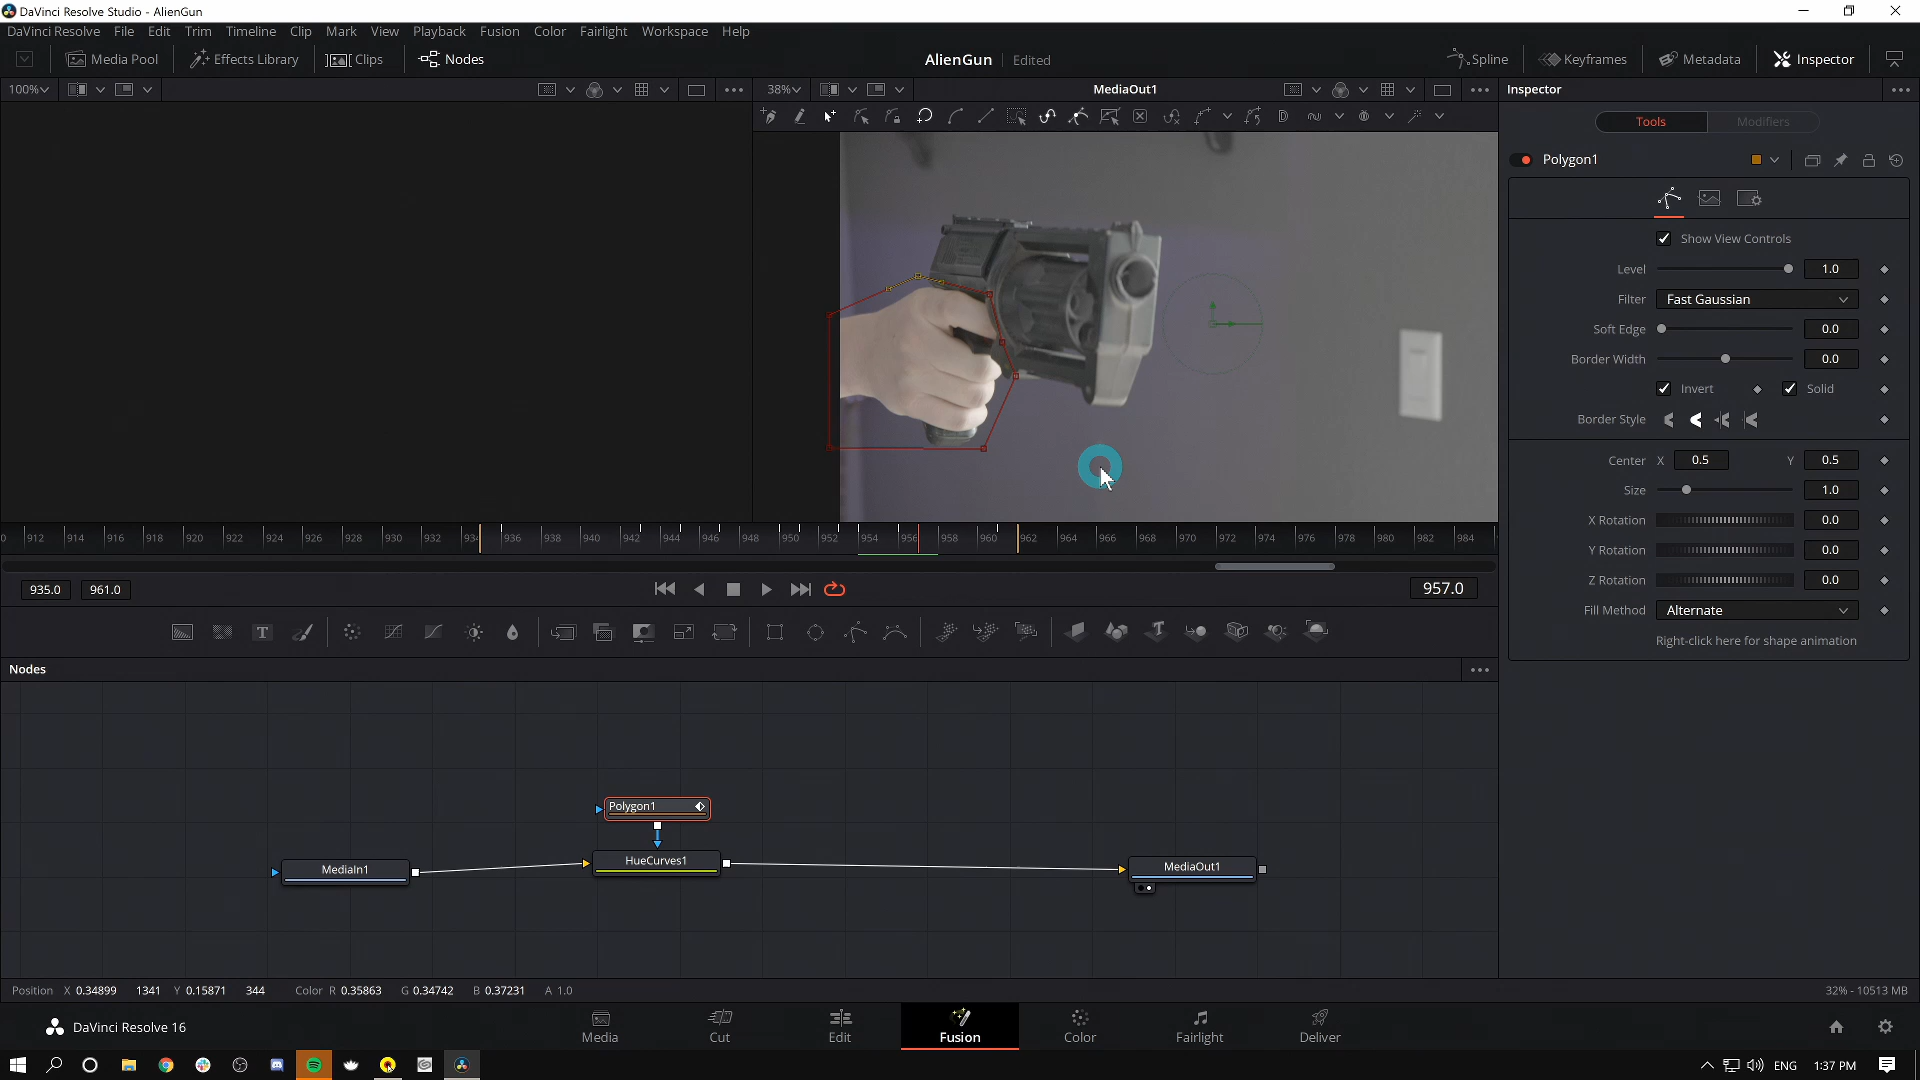 DaVinci Resolve Studio - AlienGun
DaVinci Resolve File Edit Trim Timeline Clip Mark View Playback Fusion Color Fairlight Workspace Help
Media Pool Effects Library Clips Nodes AlienGun Edited Spline Keyframes Metadata Inspector
100% 38% MediaOut1 Inspector
Tools Modifiers
Polygon1
Show View Controls
Level 1.0
Filter Fast Gaussian
Soft Edge 0.0
Border Width 0.0
Invert Solid
Border Style
Center X 0.5 Y 0.5
Size 1.0
X Rotation 0.0
Y Rotation 0.0
Z Rotation 0.0
Fill Method Alternate
Right-click here for shape animation
0 912 914 916 918 920 922 924 926 928 930 932 934 936 938 940 942 944 946 948 950 952 954 956 958 960 962 964 966 968 970 972 974 976 978 980 982 984
935.0 961.0 957.0
Nodes
Polygon1
HueCurves1
MediaIn1
MediaOut1
Position X 0.34899 1341 Y 0.15871 344 Color R 0.35863 G 0.34742 B 0.37231 A 1.0 32% - 10513 MB
DaVinci Resolve 16 Media Cut Edit Fusion Color Fairlight Deliver
ENG 1:37 PM